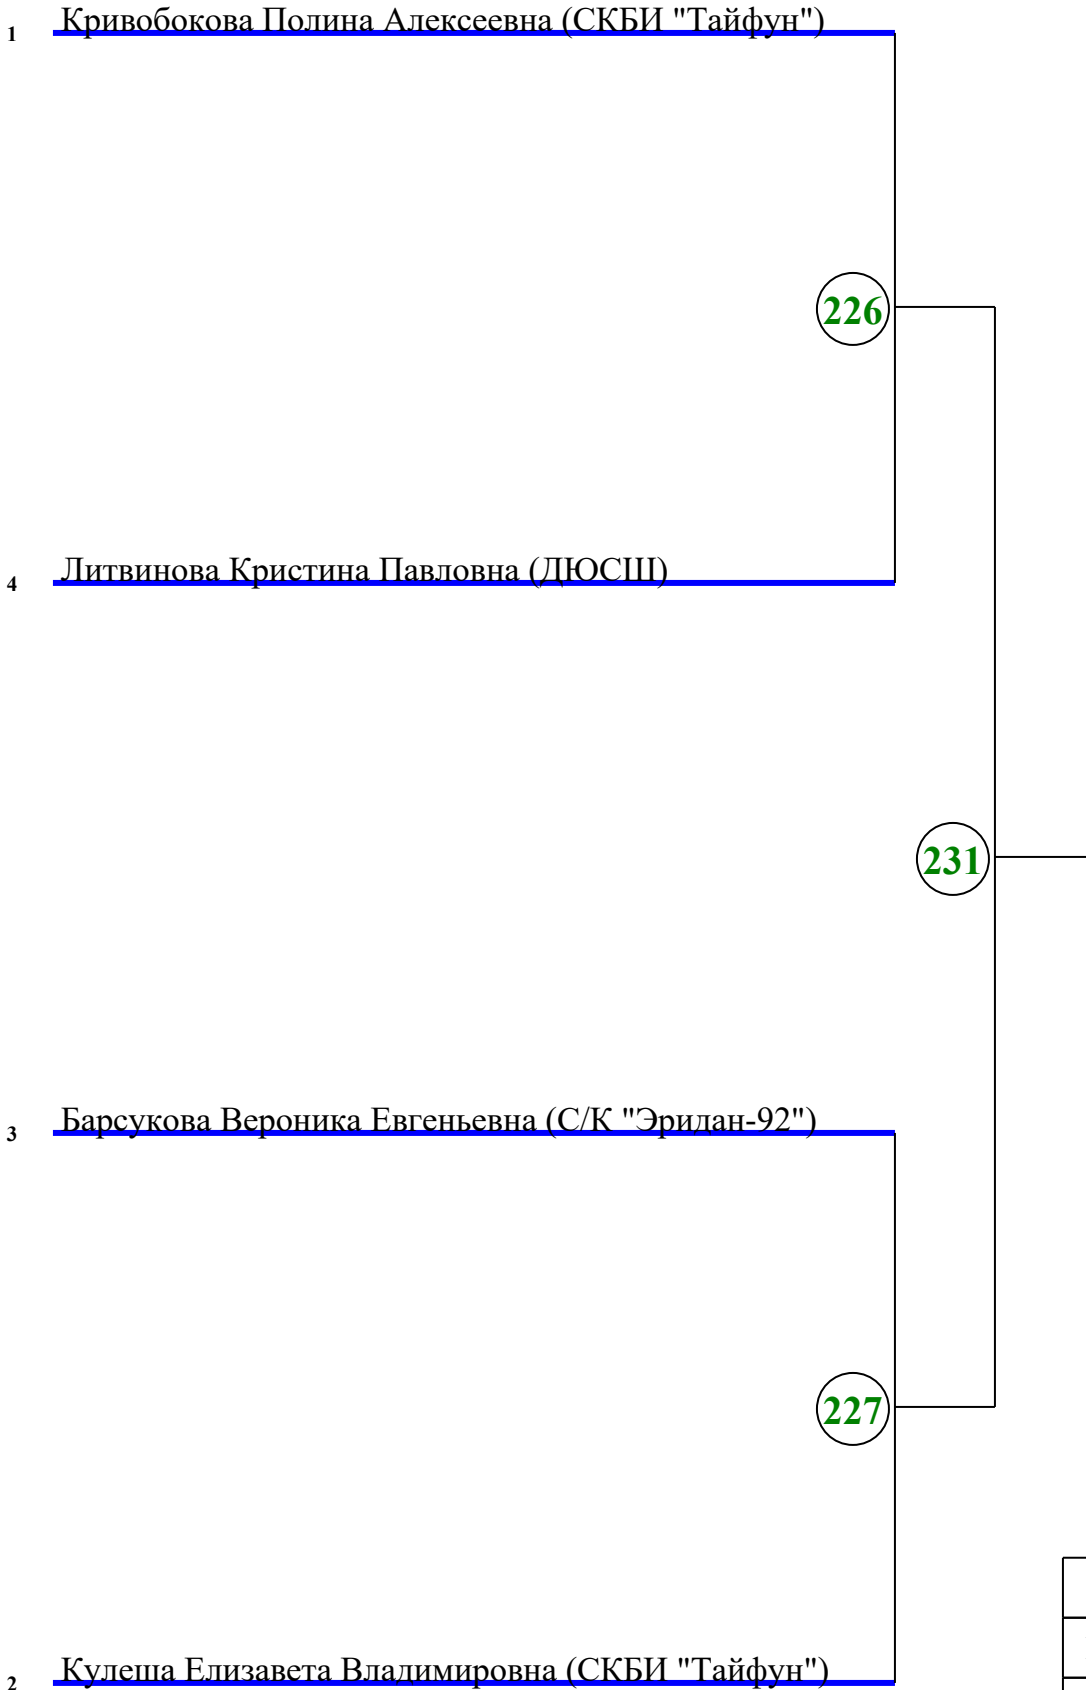 1 Кривобокова Полина Алексеевна (СКБИ "Тайфун")
226
4 Литвинова Кристина Павловна (ДЮСШ)
231
3 Барсукова Вероника Евгеньевна (С/К "Эридан-92")
227
2 Кулеша Елизавета Владимировна (СКБИ "Тайфун")